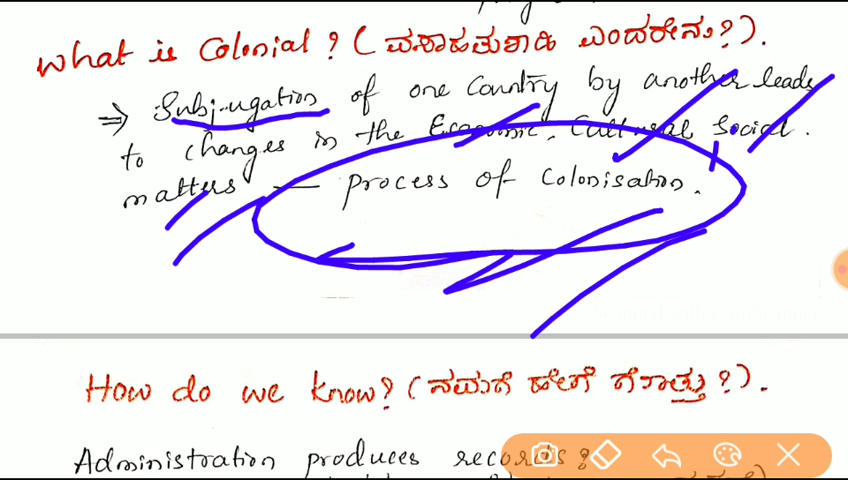 What is Colonial? (ವಸಾಹತುಶಾಹಿ ಎಂದರೇನು?).
⇒ Subjugation of one Country by another leads
to changes in the Economic, Cultural Social.
matters — process of Colonisation.
How do we know? (ನಮಗೆ ಹೇಗೆ ಗೊತ್ತು?).
Administration produces records?